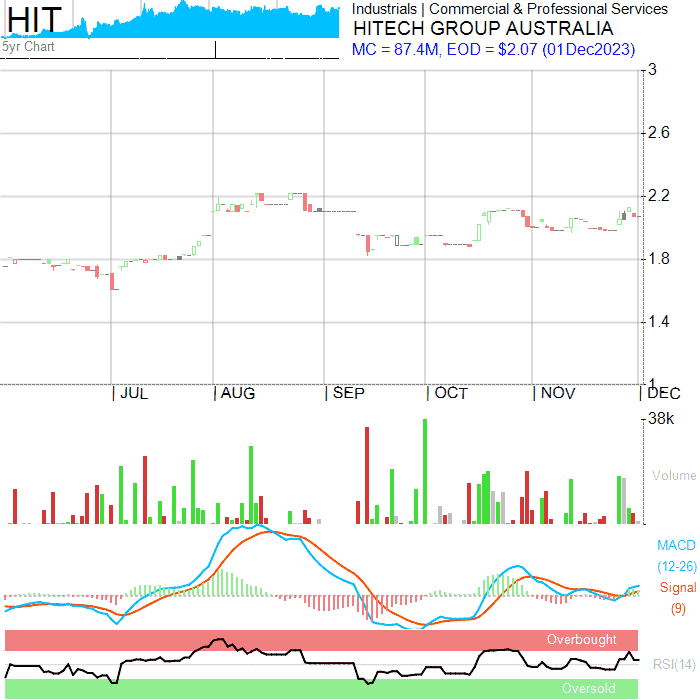 HIT
Industrials | Commercial & Professional Services
HITECH GROUP AUSTRALIA
5yr Chart
MC = 87.4M, EOD = $2.07 (01Dec2023)
3
2.6
2.2
1.8
1.4
1
| JUL | AUG | SEP | OCT | NOV | DEC
38k
Volume
MACD
(12-26)
Signal
(9)
Overbought
RSI(14)
Oversold